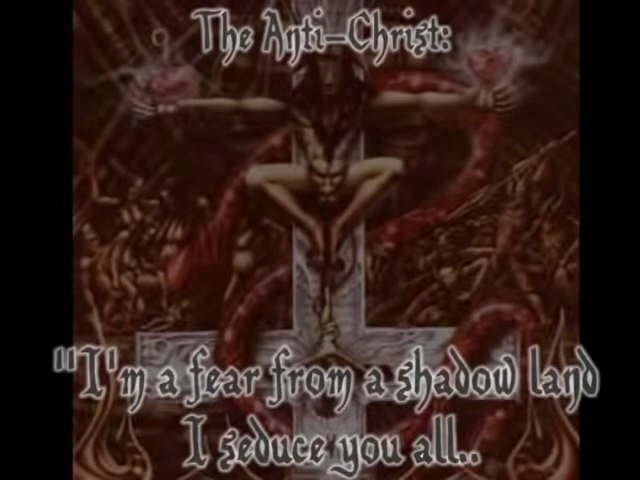 The Anti-Christ:
"I'm a fear from a shadow land
I seduce you all..